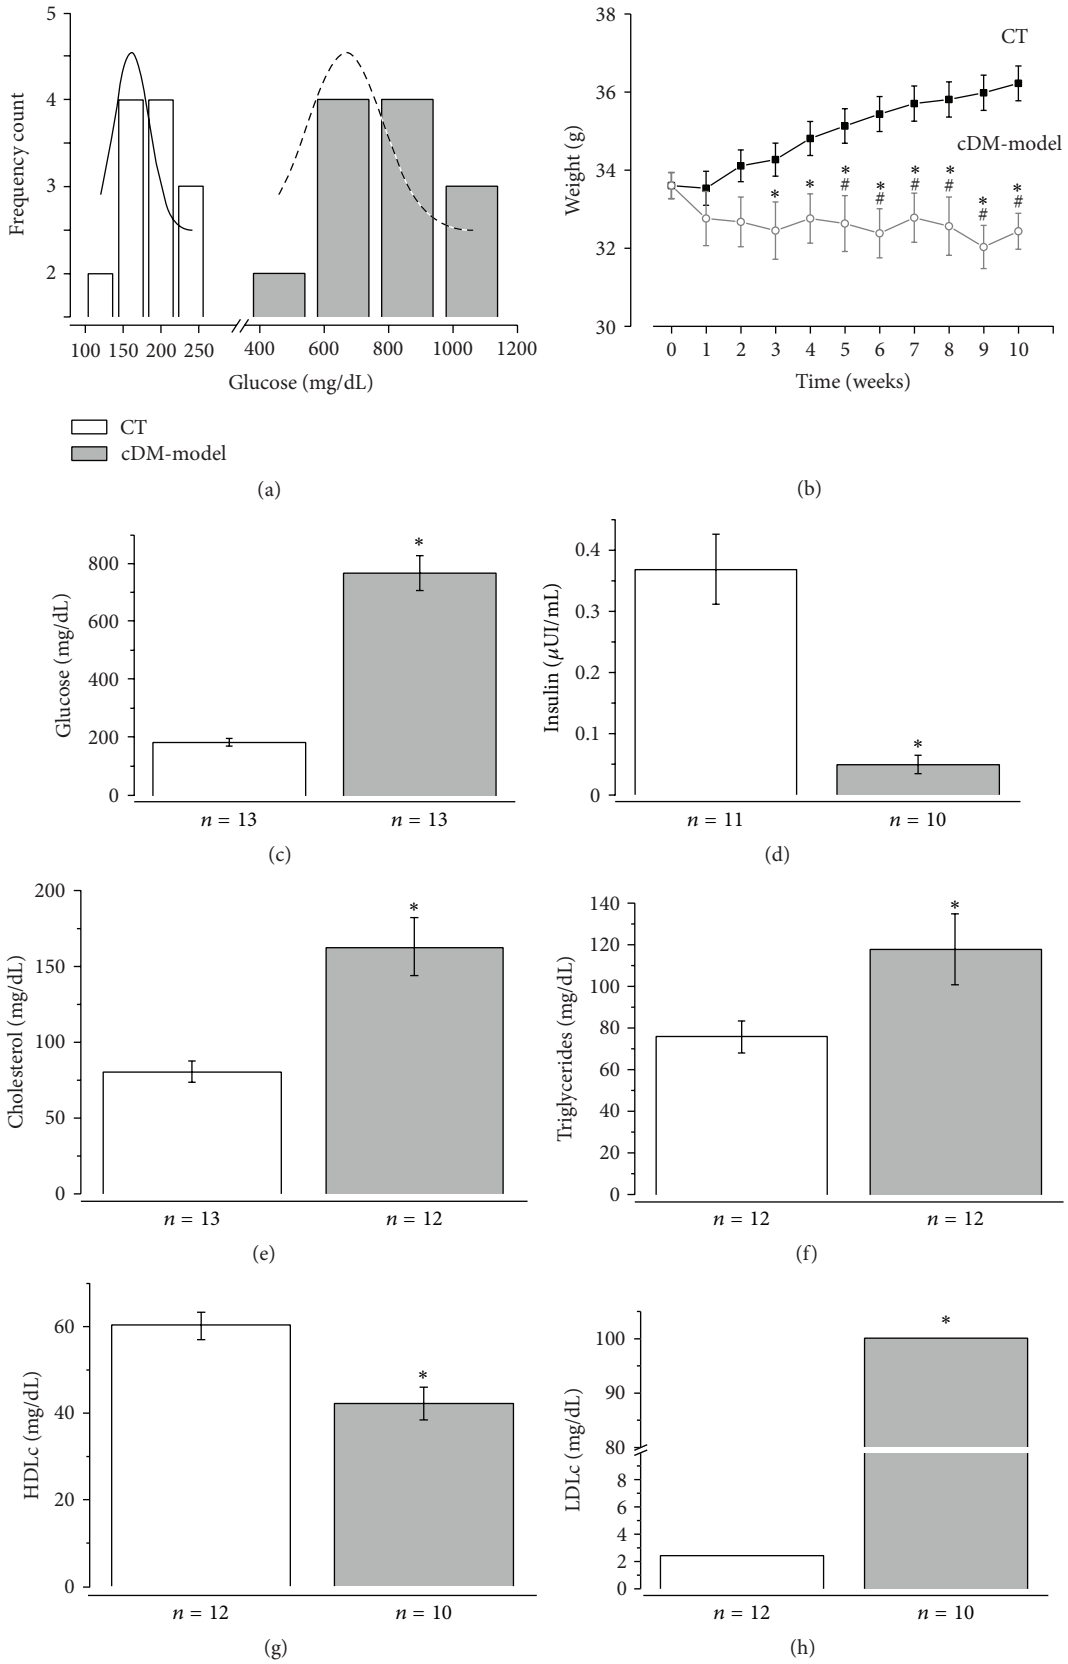 5
4
3
2
Frequency count
100 150 200 250 400 600 800 1000 1200
Glucose (mg/dL)
CT
cDM-model
(a)
38
36
34
32
30
Weight (g)
CT
cDM-model
* * * * * * * *
# # # # # #
0 1 2 3 4 5 6 7 8 9 10
Time (weeks)
(b)
800
600
400
200
0
Glucose (mg/dL)
*
n = 13 n = 13
(c)
0.4
0.3
0.2
0.1
0
Insulin (μUI/mL)
*
n = 11 n = 10
(d)
200
150
100
50
0
Cholesterol (mg/dL)
*
n = 13 n = 12
(e)
140
120
100
80
60
40
20
0
Triglycerides (mg/dL)
*
n = 12 n = 12
(f)
60
40
20
0
HDLc (mg/dL)
*
n = 12 n = 10
(g)
100
90
80
8
6
4
2
0
LDLc (mg/dL)
*
n = 12 n = 10
(h)